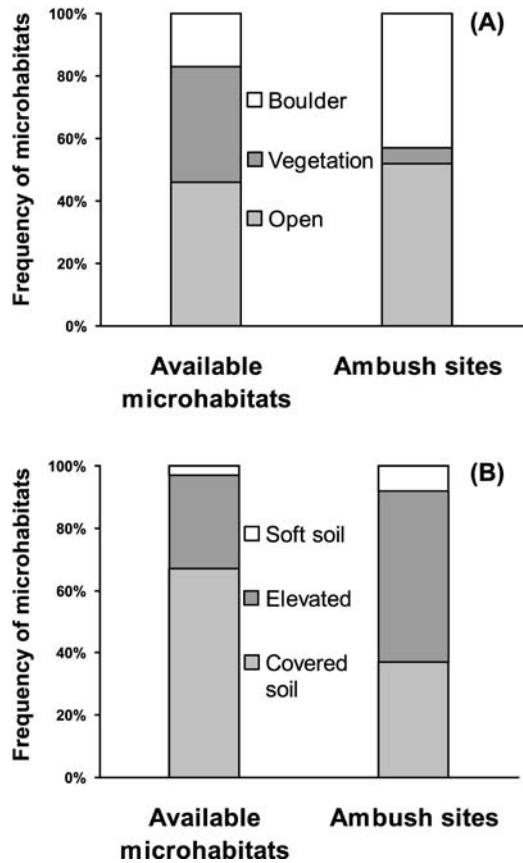 (A)
Frequency of microhabitats
100%
80%
60%
40%
20%
0%
Boulder
Vegetation
Open
Available
microhabitats
Ambush sites
(B)
Frequency of microhabitats
100%
80%
60%
40%
20%
0%
Soft soil
Elevated
Covered
soil
Available
microhabitats
Ambush sites